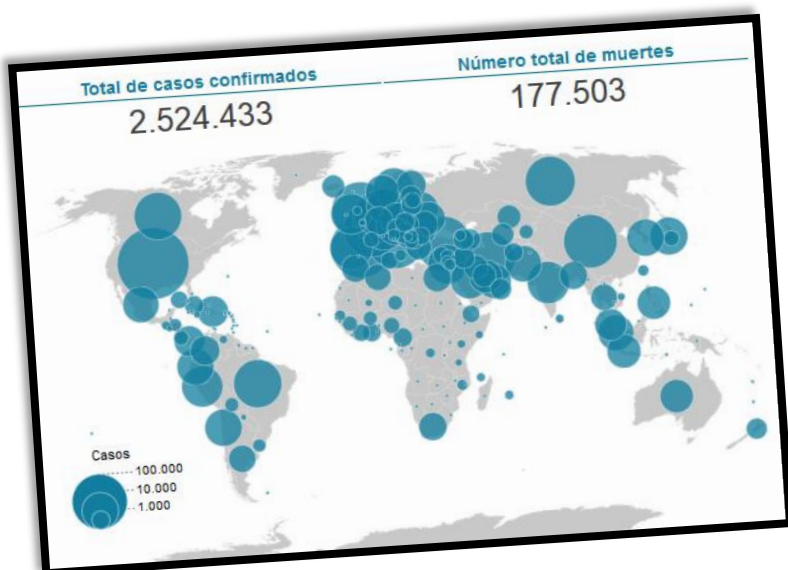 Total de casos confirmados
2.524.433
Número total de muertes
177.503
Casos
100.000
10.000
1.000